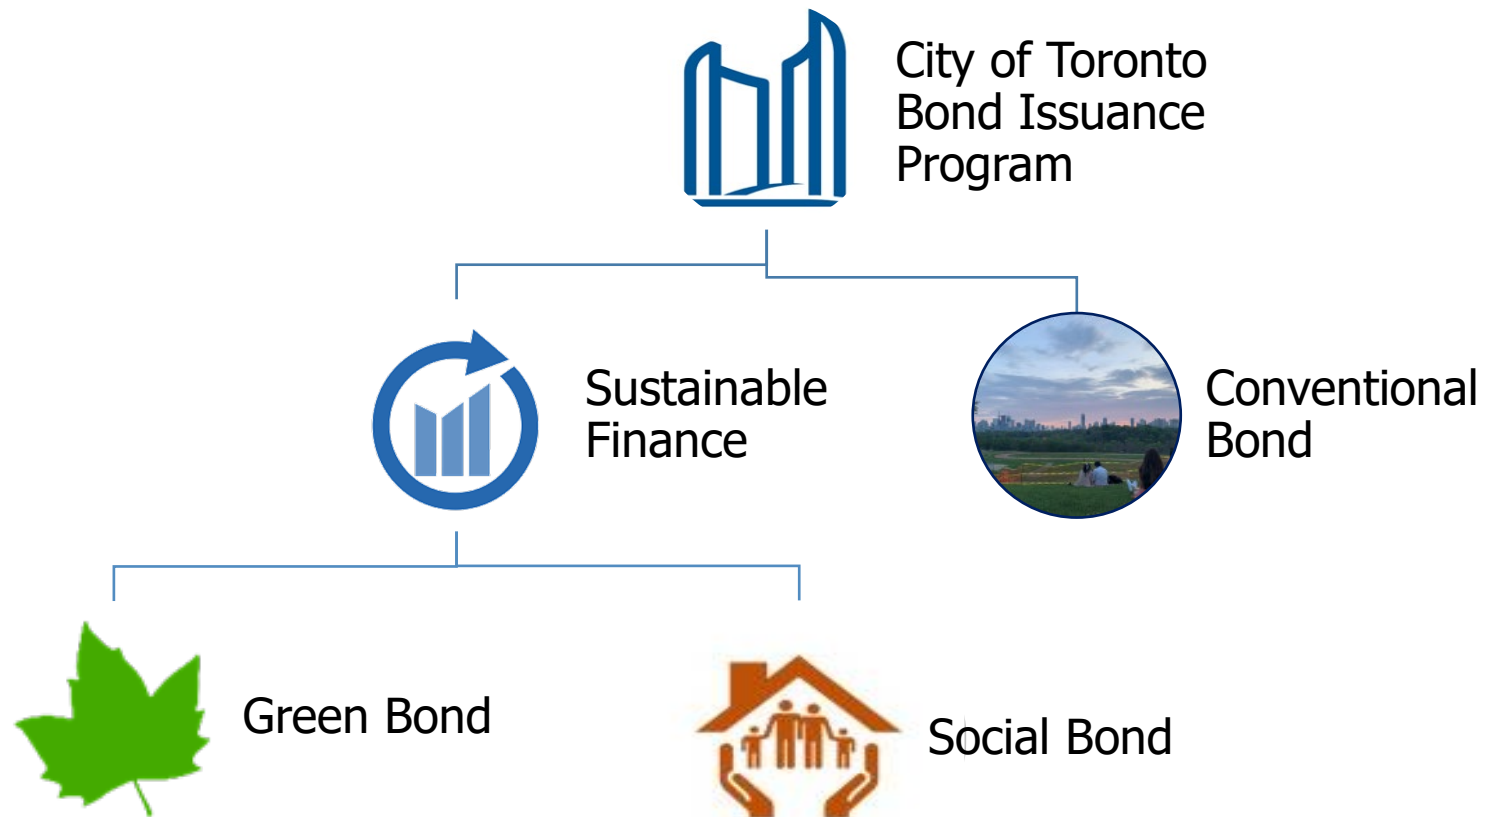 City of Toronto
Bond Issuance
Program
Sustainable
Finance
Conventional
Bond
Green Bond
Social Bond